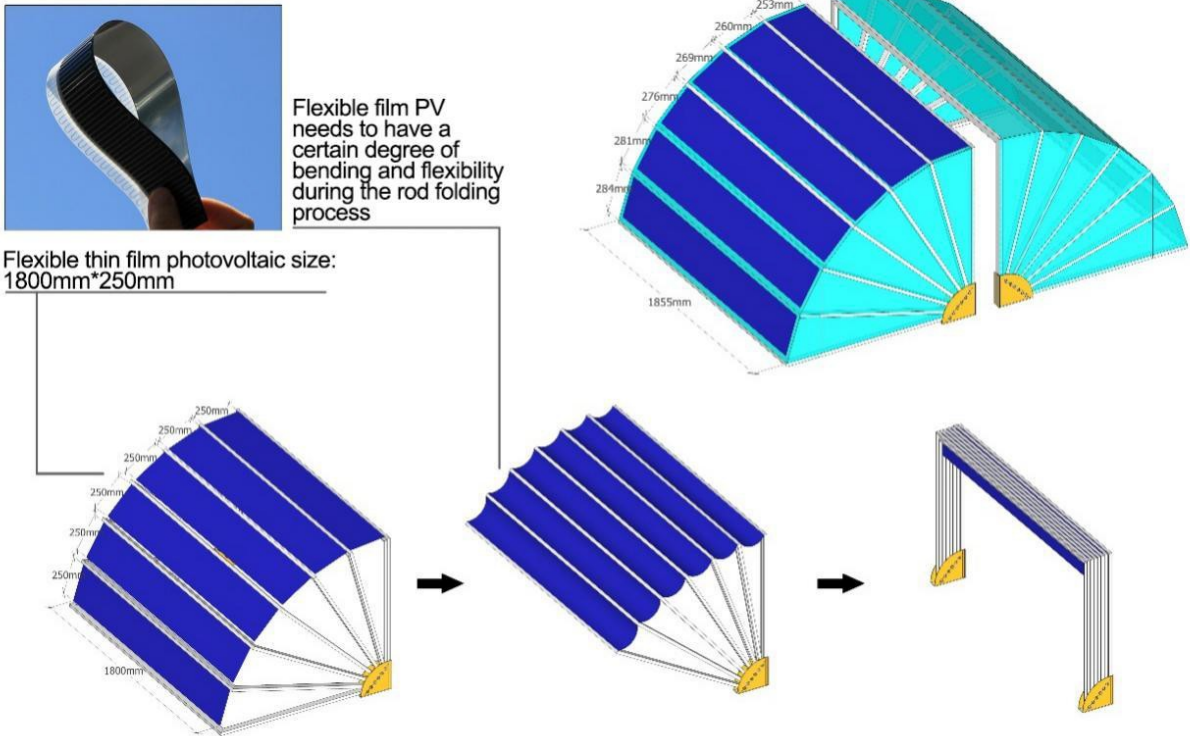 Flexible film PV
needs to have a
certain degree of
bending and flexibility
during the rod folding
process
Flexible thin film photovoltaic size:
1800mm*250mm
253mm
260mm
269mm
276mm
281mm
284mm
1855mm
250mm
250mm
250mm
250mm
250mm
250mm
1800mm